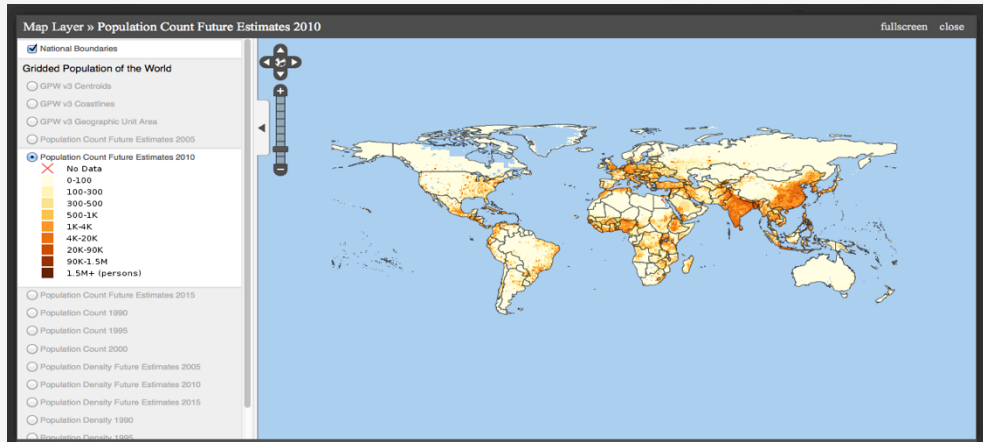 Map Layer » Population Count Future Estimates 2010
fullscreen close
National Boundaries
Gridded Population of the World
GPW v3 Centroids
GPW v3 Coastlines
GPW v3 Geographic Unit Area
Population Count Future Estimates 2005
Population Count Future Estimates 2010
No Data
0-100
100-300
300-500
500-1K
1K-4K
4K-20K
20K-90K
90K-1.5M
1.5M+ (persons)
Population Count Future Estimates 2015
Population Count 1990
Population Count 1995
Population Count 2000
Population Density Future Estimates 2005
Population Density Future Estimates 2010
Population Density Future Estimates 2015
Population Density 1990
Population Density 1995